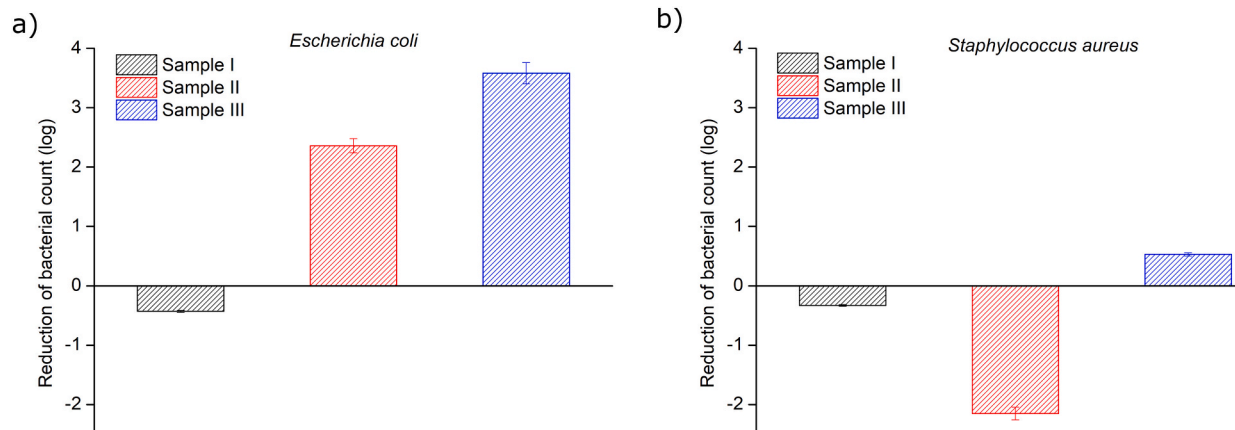 a)
Escherichia coli
Sample I
Sample II
Sample III
Reduction of bacterial count (log)
4
3
2
1
0
-1
-2
b)
Staphylococcus aureus
Sample I
Sample II
Sample III
Reduction of bacterial count (log)
4
3
2
1
0
-1
-2